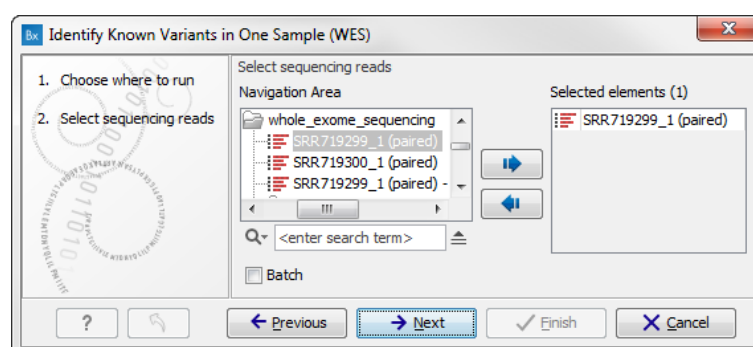 Bx Identify Known Variants in One Sample (WES)
1. Choose where to run
2. Select sequencing reads
Select sequencing reads
Navigation Area
whole_exome_sequencing
SRR719299_1 (paired)
SRR719300_1 (paired)
SRR719299_1 (paired) -
<enter search term>
Batch
Selected elements (1)
SRR719299_1 (paired)
?
Previous
Next
Finish
Cancel